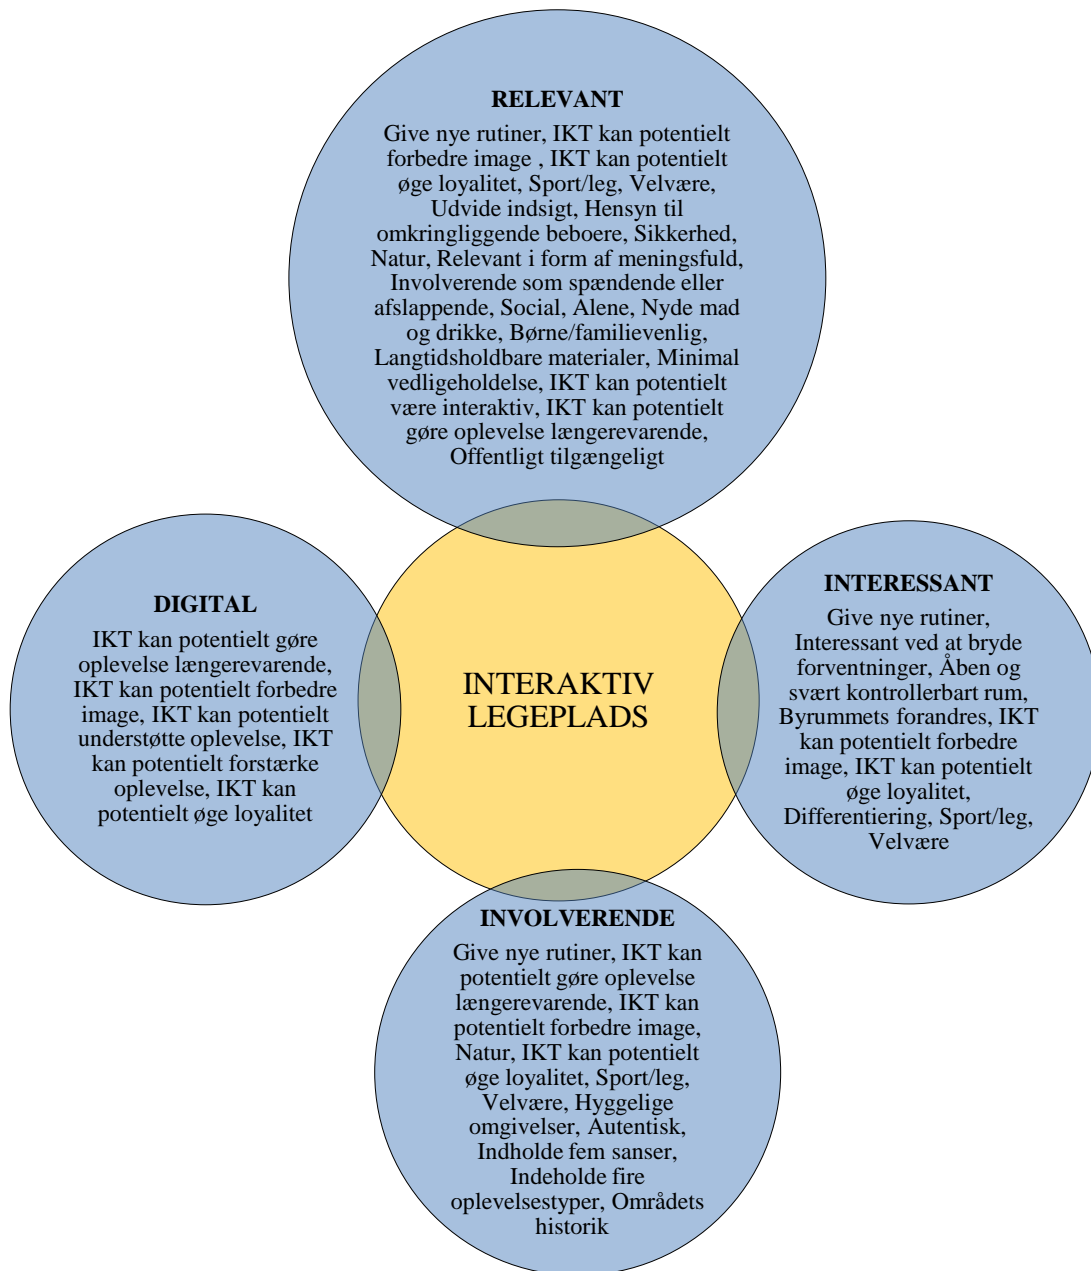 RELEVANT
Give nye rutiner, IKT kan potentielt
forbedre image , IKT kan potentielt
øge loyalitet, Sport/leg, Velvære,
Udvide indsigt, Hensyn til
omkringliggende beboere, Sikkerhed,
Natur, Relevant i form af meningsfuld,
Involverende som spændende eller
afslappende, Social, Alene, Nyde mad
og drikke, Børne/familievenlig,
Langtidsholdbare materialer, Minimal
vedligeholdelse, IKT kan potentielt
være interaktiv, IKT kan potentielt
gøre oplevelse længerevarende,
Offentligt tilgængeligt
DIGITAL
IKT kan potentielt gøre
oplevelse længerevarende,
IKT kan potentielt forbedre
image, IKT kan potentielt
understøtte oplevelse, IKT
kan potentielt forstærke
oplevelse, IKT kan
potentielt øge loyalitet
INTERAKTIV
LEGEPLADS
INTERESSANT
Give nye rutiner,
Interessant ved at bryde
forventninger, Åben og
svært kontrollerbart rum,
Byrummets forandres, IKT
kan potentielt forbedre
image, IKT kan potentielt
øge loyalitet,
Differentiering, Sport/leg,
Velvære
INVOLVERENDE
Give nye rutiner, IKT kan
potentielt gøre oplevelse
længerevarende, IKT kan
potentielt forbedre image,
Natur, IKT kan potentielt
øge loyalitet, Sport/leg,
Velvære, Hyggelige
omgivelser, Autentisk,
Indholde fem sanser,
Indeholde fire
oplevelsestyper, Områdets
historik